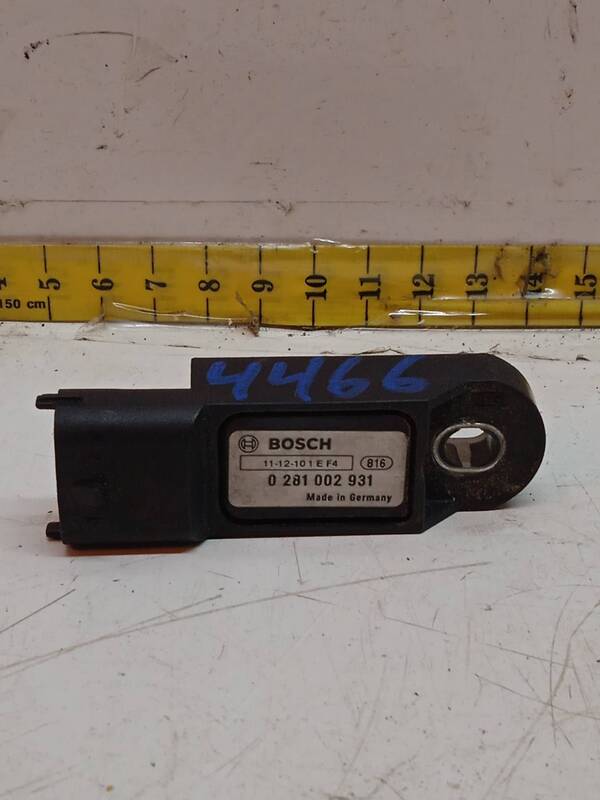 5 6 7 8 9 10 11 12 13 14 15
150 cm
4466
BOSCH
11-12-10 1 E F4 816
0 281 002 931
Made in Germany